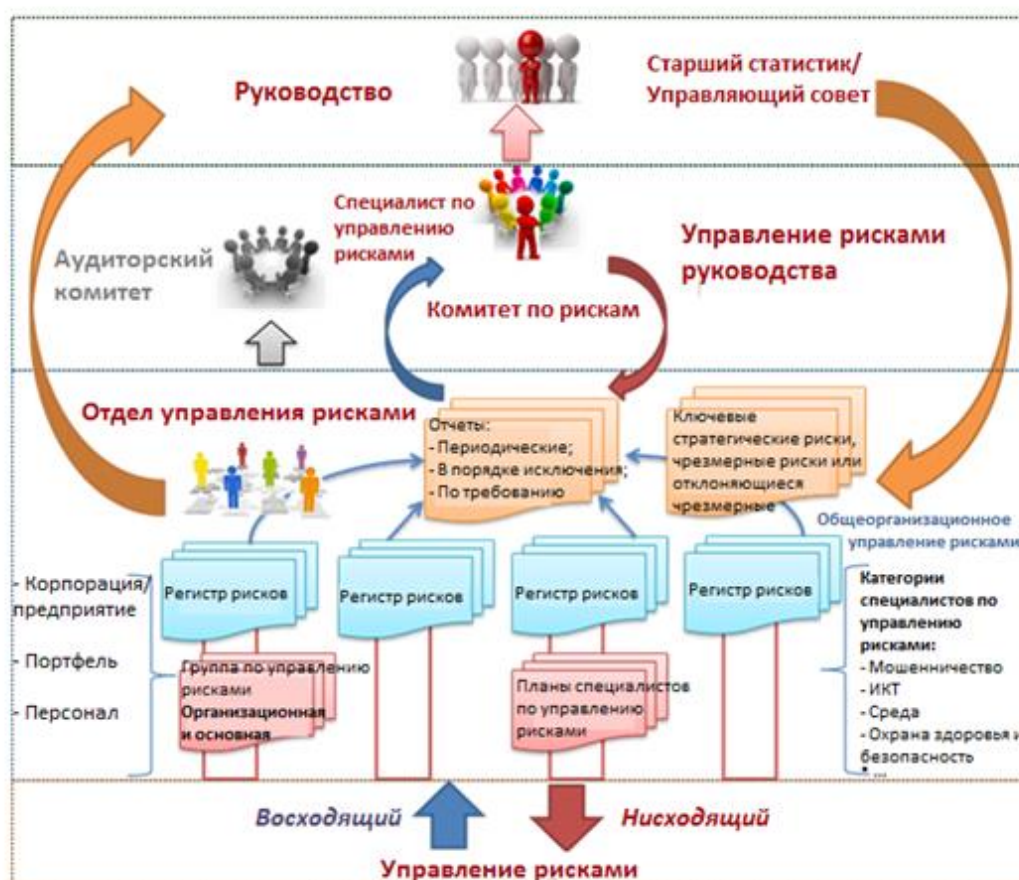 Руководство
Старший статистик/
Управляющий совет
Специалист по
управлению
рисками
Аудиторский
комитет
Управление рисками
руководства
Комитет по рискам
Отдел управления рисками
Отчеты:
- Периодические;
- В порядке исключения;
- По требованию
Ключевые
стратегические риски,
чрезмерные риски или
отклоняющиеся
чрезмерные
Общеорганизационное
управление рисками
- Корпорация/
предприятие
- Портфель
- Персонал
Регистр рисков
Регистр рисков
Регистр рисков
Регистр рисков
Группа по управлению
рисками
Организационная
и основная
Планы специалистов
по управлению
рисками
Категории
специалистов по
управлению
рисками:
- Мошенничество
- ИКТ
- Среда
- Охрана здоровья и
безопасность
- ...
Восходящий
Нисходящий
Управление рисками